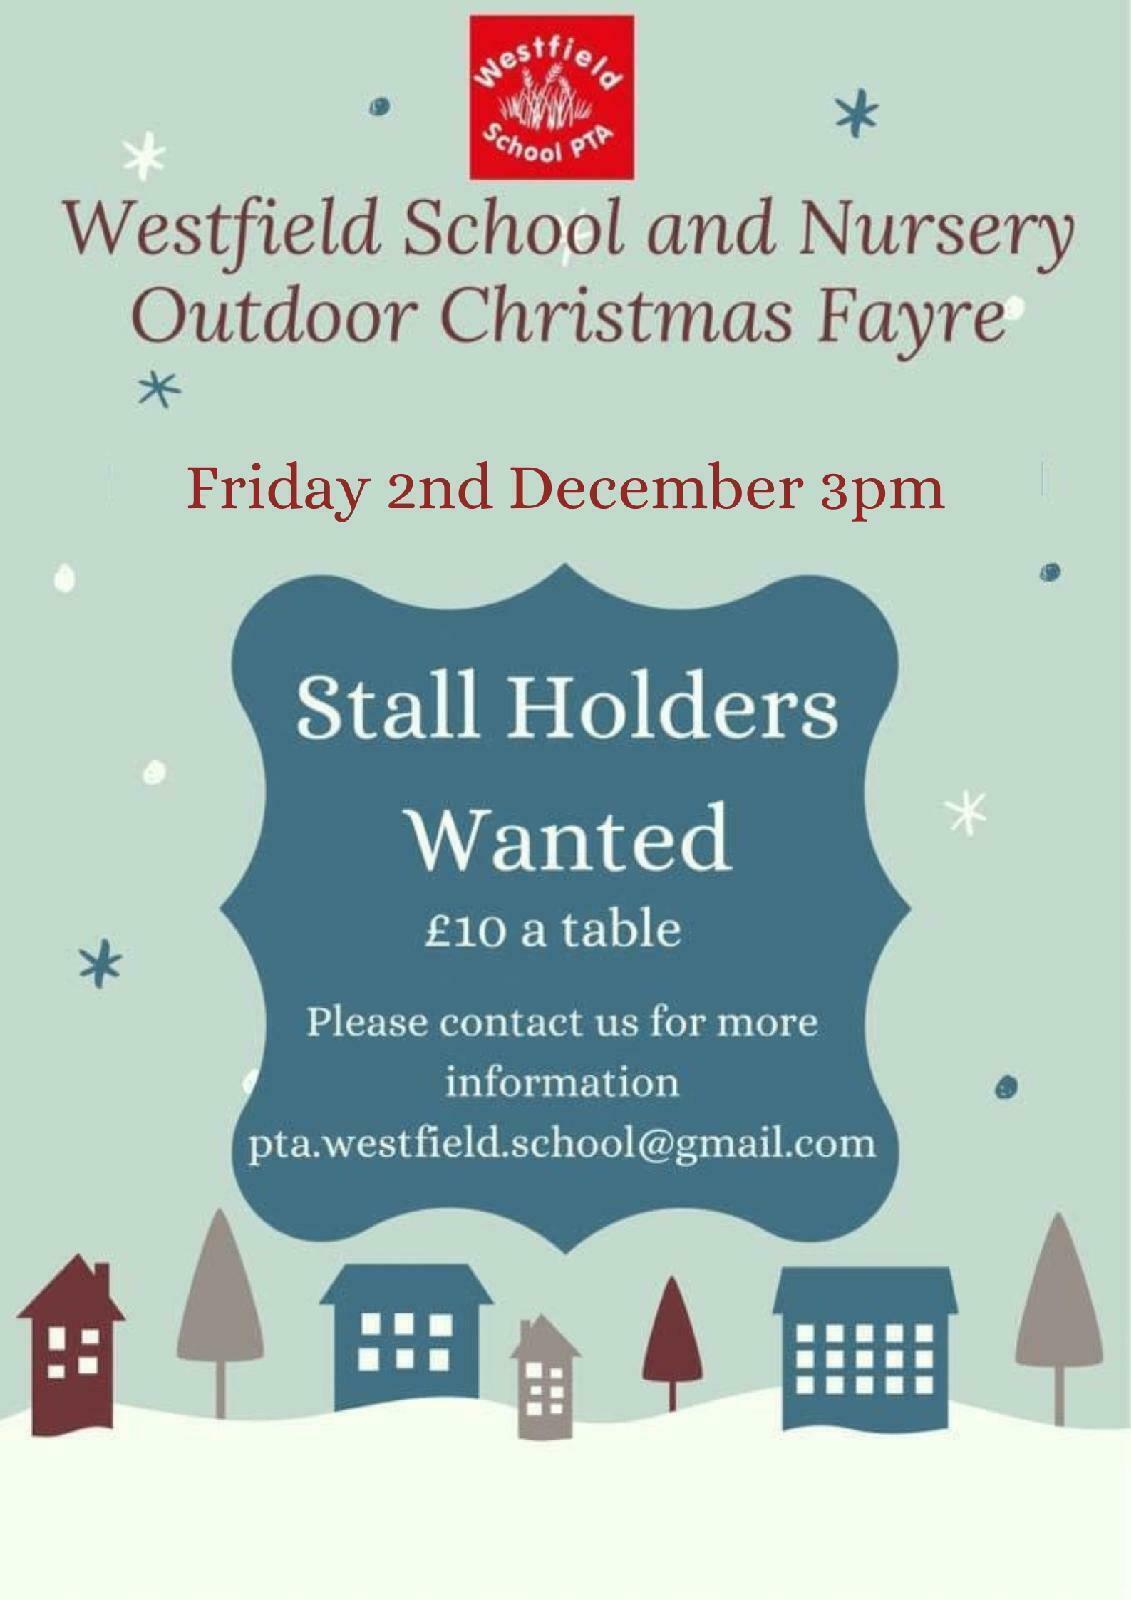 Westfield
School PTA
Westfield School and Nursery
Outdoor Christmas Fayre
Friday 2nd December 3pm
Stall Holders
Wanted
£10 a table
Please contact us for more
information
pta.westfield.school@gmail.com